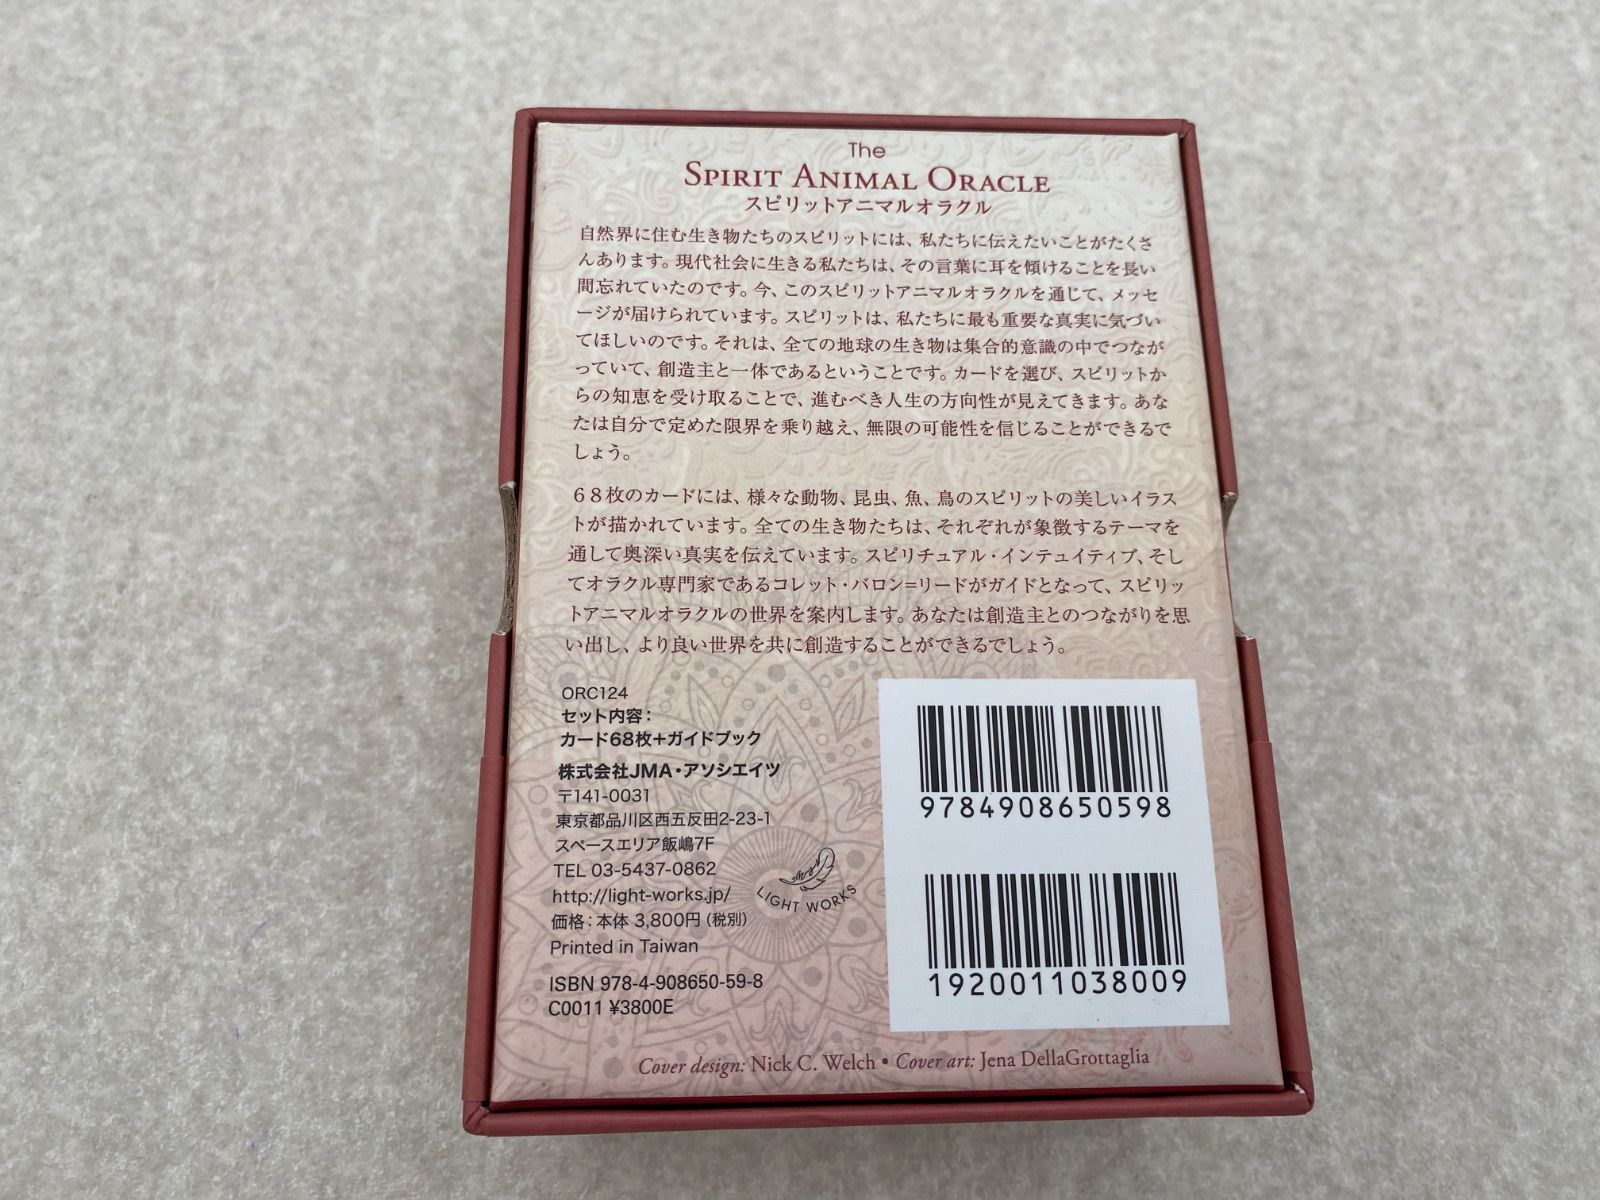 The
SPIRIT ANIMAL ORACLE
スピリットアニマルオラクル
自然界に住む生き物たちのスピリットには、私たちに伝えたいことがたくさ
んあります。現代社会に生きる私たちは、その言葉に耳を傾けることを長い
間忘れていたのです。今、このスピリットアニマルオラクルを通じて、メッセ
ージが届けられています。スピリットは、私たちに最も重要な真実に気づい
てほしいのです。それは、全ての地球の生き物は集合的意識の中でつなが
っていて、創造主と一体であるということです。カードを選び、スピリットか
らの知恵を受け取ることで、進むべき人生の方向性が見えてきます。あな
たは自分で定めた限界を乗り越え、無限の可能性を信じることができるで
しょう。
68枚のカードには、様々な動物、昆虫、魚、鳥のスピリットの美しいイラス
トが描かれています。全ての生き物たちは、それぞれが象徴するテーマを
通して奥深い真実を伝えています。スピリチュアル・インテュイティブ、そし
てオラクル専門家であるコレット・バロン=リードがガイドとなって、スピリッ
トアニマルオラクルの世界を案内します。あなたは創造主とのつながりを思
い出し、より良い世界を共に創造することができるでしょう。
ORC124
セット内容：
カード68枚+ガイドブック
株式会社JMA・アソシエイツ
〒141-0031
東京都品川区西五反田2-23-1
スペースエリア飯嶋7F
TEL 03-5437-0862
http://light-works.jp/
価格：本体 3,800円（税別）
Printed in Taiwan
LIGHT WORKS
ISBN 978-4-908650-59-8
C0011 ¥3800E
9784908650598
1920011038009
Cover design: Nick C. Welch • Cover art: Jena DellaGrottaglia